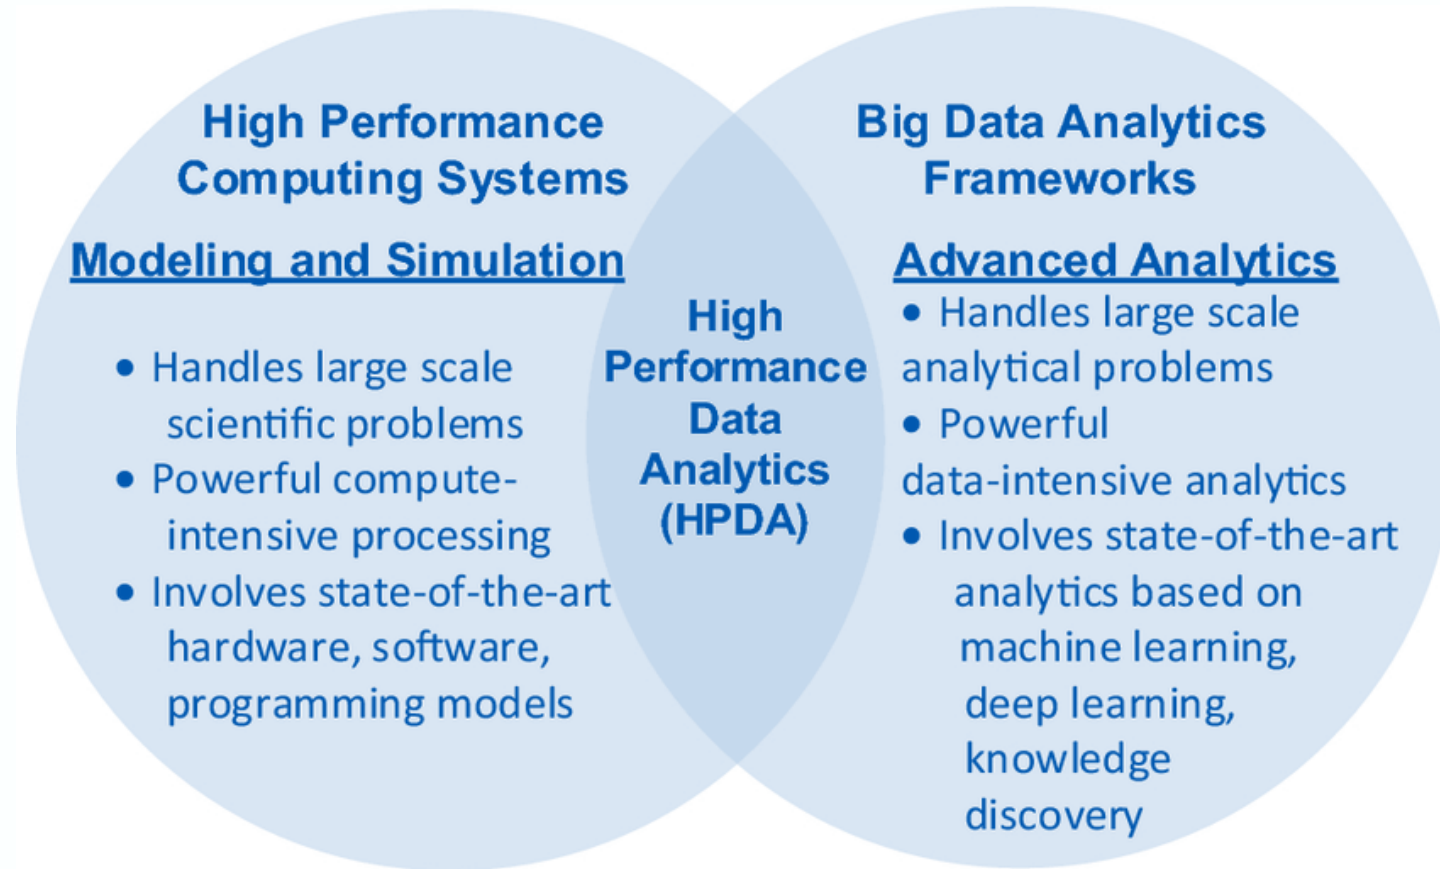 High Performance
Computing Systems
Modeling and Simulation
• Handles large scale
scientific problems
• Powerful compute-
intensive processing
• Involves state-of-the-art
hardware, software,
programming models
High
Performance
Data
Analytics
(HPDA)
Big Data Analytics
Frameworks
Advanced Analytics
• Handles large scale
analytical problems
• Powerful
data-intensive analytics
• Involves state-of-the-art
analytics based on
machine learning,
deep learning,
knowledge
discovery